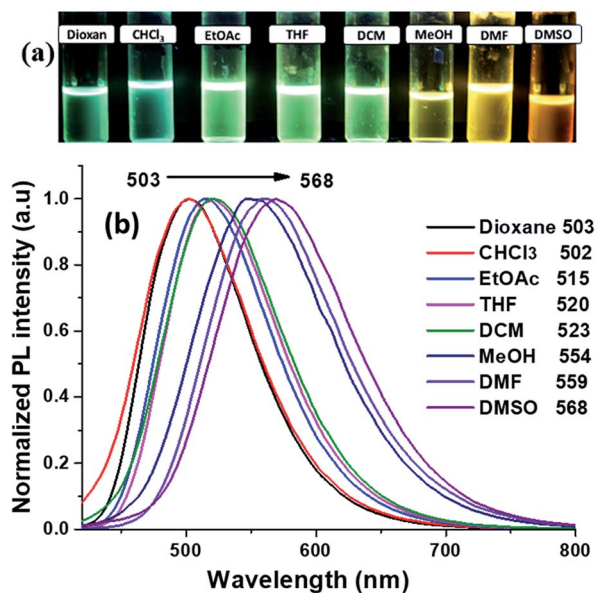 (a)
Dioxan CHCl₃ EtOAc THF DCM MeOH DMF DMSO
(b)
503 568
Normalized PL intensity (a.u)
1.0
0.8
0.6
0.4
0.2
0.0
Dioxane 503
CHCl3 502
EtOAc 515
THF 520
DCM 523
MeOH 554
DMF 559
DMSO 568
500 600 700 800
Wavelength (nm)